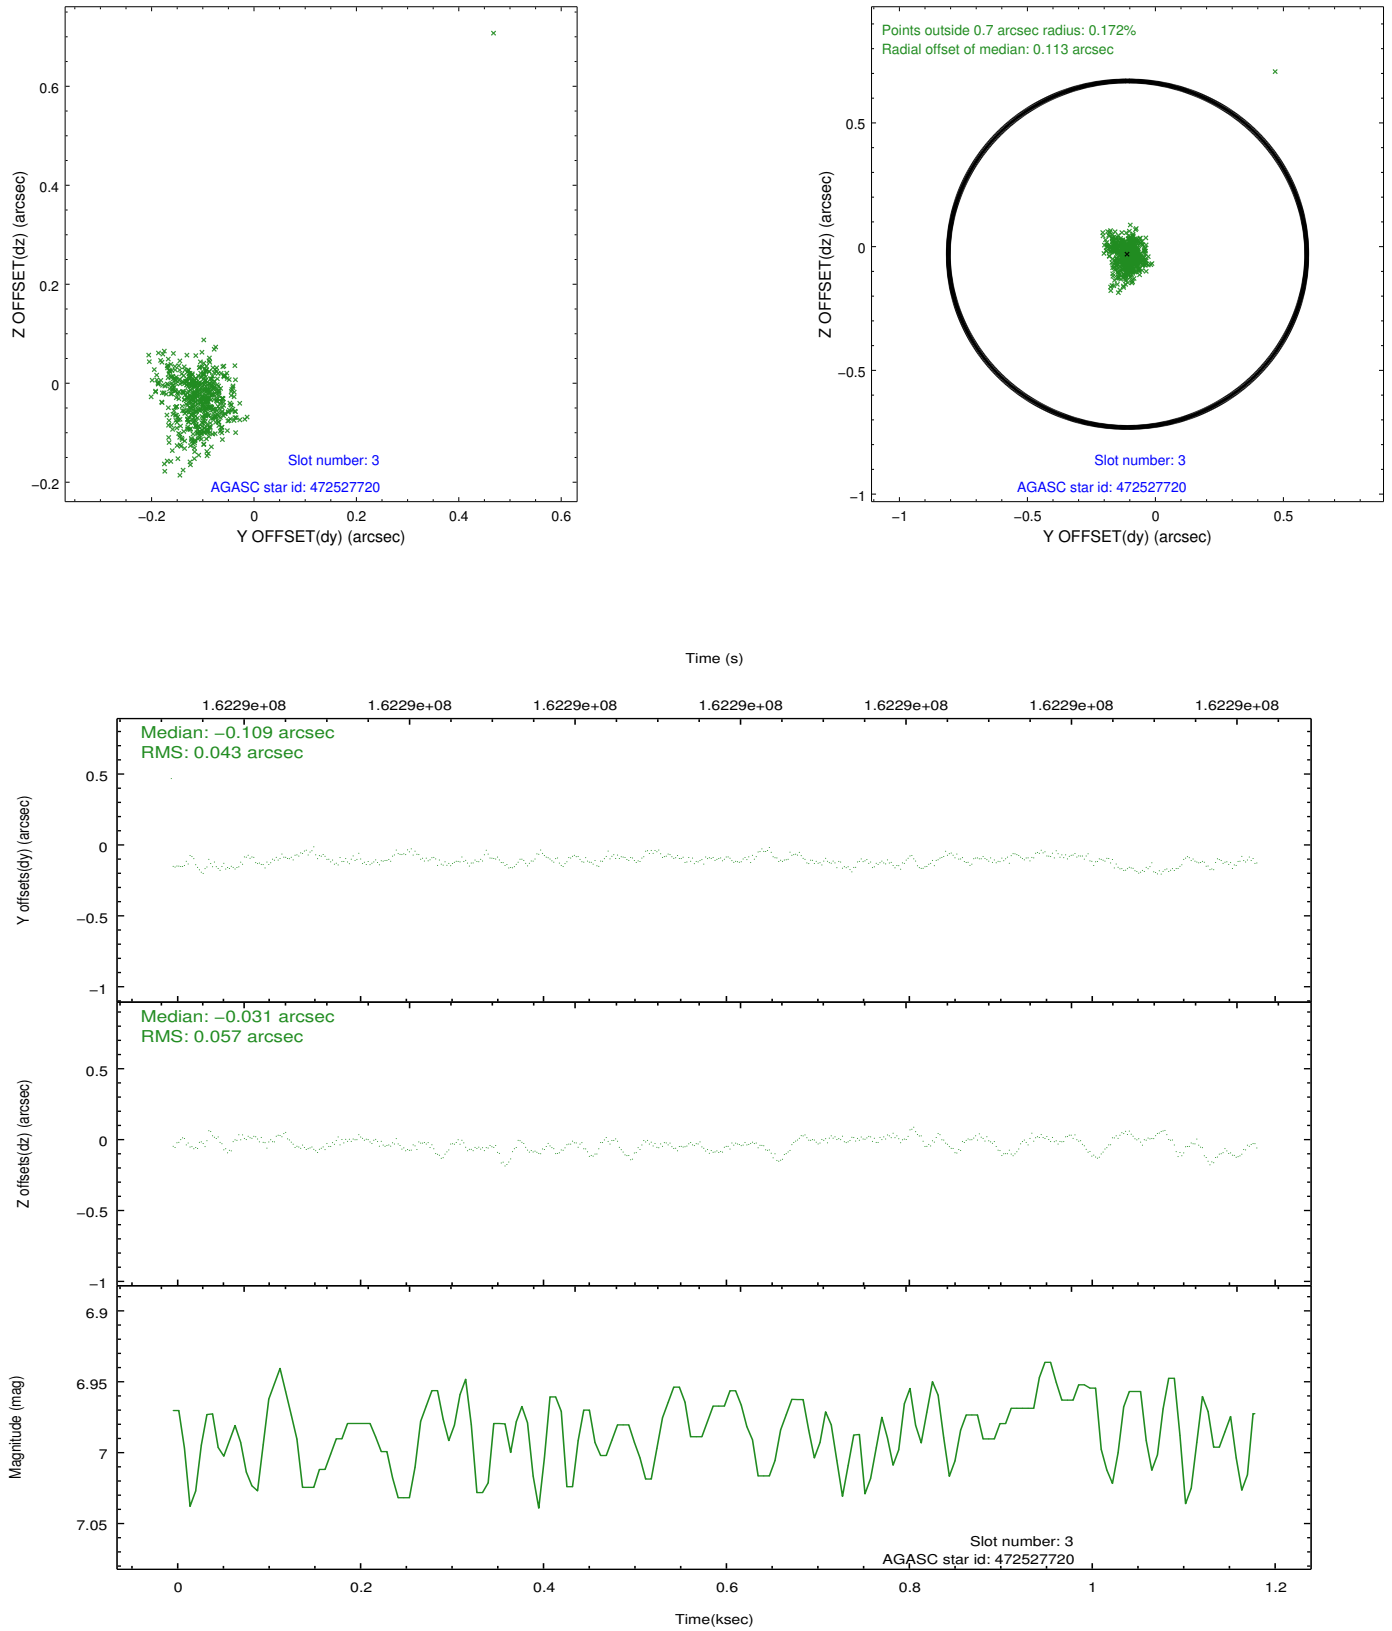 Z OFFSET(dz) (arcsec)
0.6
0.4
0.2
0
−0.2
Slot number: 3
AGASC star id: 472527720
−0.2 0 0.2 0.4 0.6
Y OFFSET(dy) (arcsec)
Points outside 0.7 arcsec radius: 0.172%
Radial offset of median: 0.113 arcsec
Z OFFSET(dz) (arcsec)
0.5
0
−0.5
−1
Slot number: 3
AGASC star id: 472527720
−1 −0.5 0 0.5
Y OFFSET(dy) (arcsec)
Time (s)
1.6229e+08 1.6229e+08 1.6229e+08 1.6229e+08 1.6229e+08 1.6229e+08 1.6229e+08
Median: −0.109 arcsec
RMS: 0.043 arcsec
Y offsets(dy) (arcsec)
0.5
0
−0.5
−1
Median: −0.031 arcsec
RMS: 0.057 arcsec
Z offsets(dz) (arcsec)
0.5
0
−0.5
−1
Magnitude (mag)
6.9
6.95
7
7.05
Slot number: 3
AGASC star id: 472527720
0 0.2 0.4 0.6 0.8 1 1.2
Time(ksec)